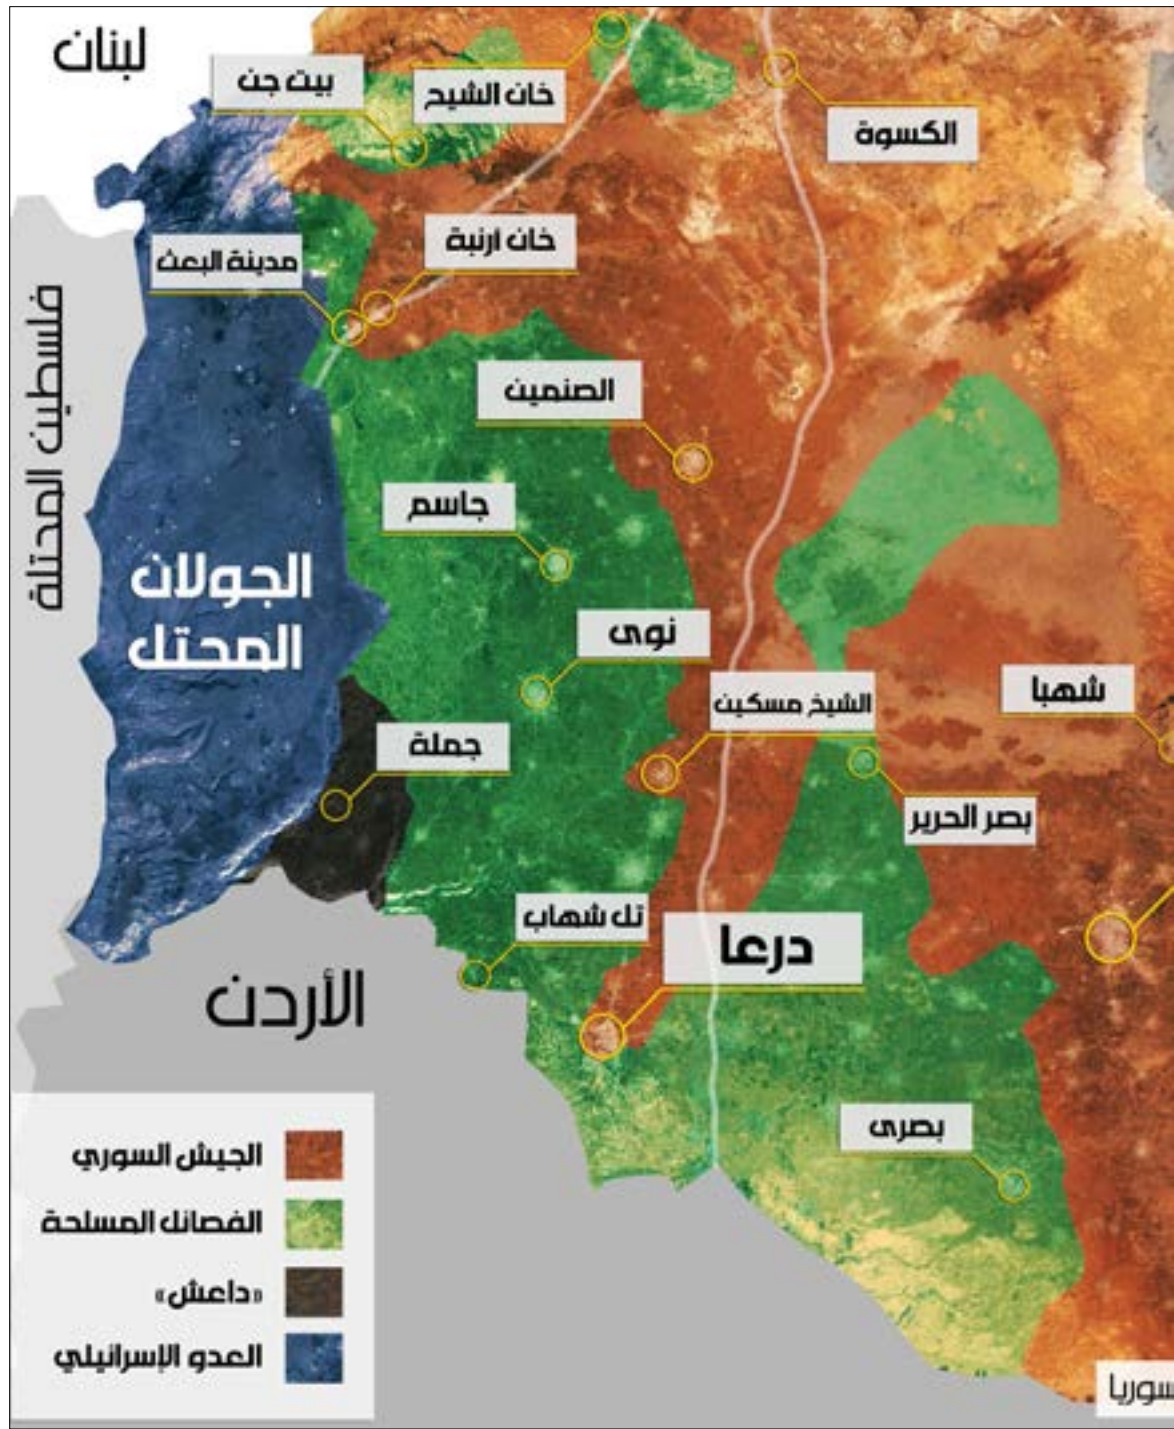 لبنان
بيت جن
خان الشيح
الكسوة
خان أرنبة
مدينة البعث
فلسطين المحتلة
الصنمين
جاسم
الجولان
المحتل
نوى
الشيخ مسكين
شهبا
جملة
بصر الحرير
تل شهاب
درعا
الأردن
بصرى
الجيش السوري
الفصائل المسلحة
«داعش»
العدو الإسرائيلي
سوريا